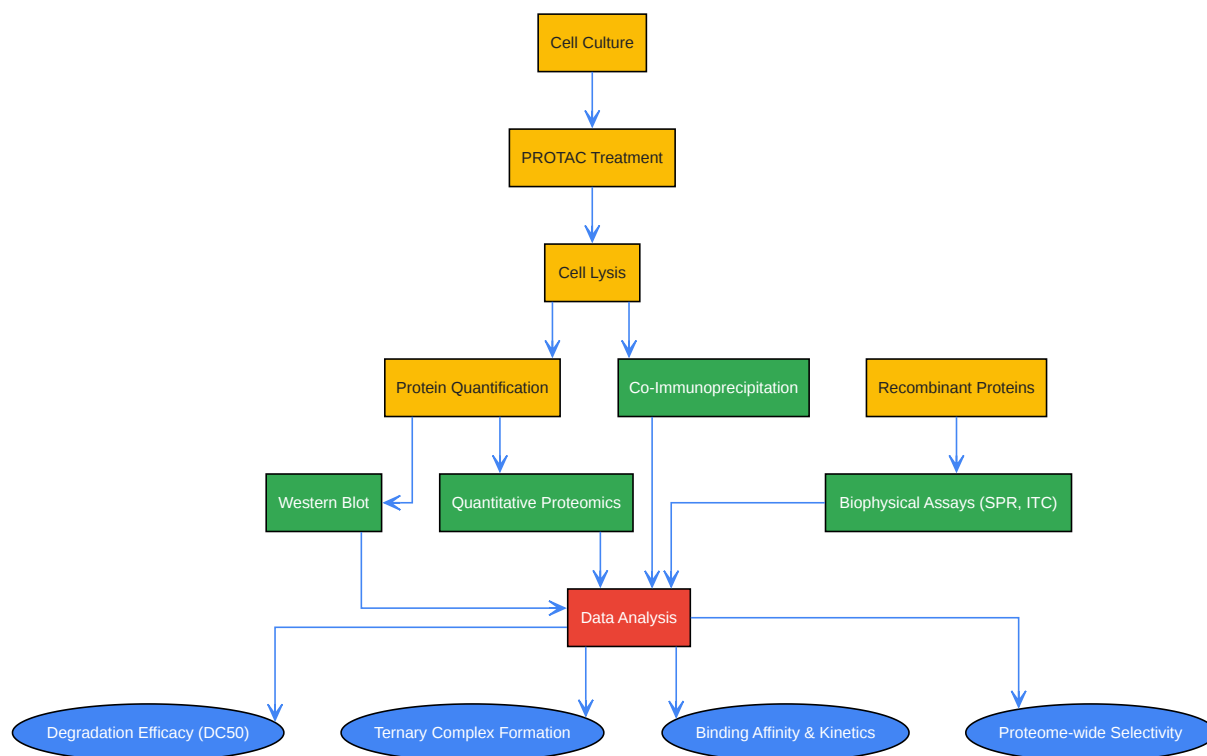 Cell Culture
PROTAC Treatment
Cell Lysis
Protein Quantification
Co-Immunoprecipitation
Recombinant Proteins
Western Blot
Quantitative Proteomics
Biophysical Assays (SPR, ITC)
Data Analysis
Degradation Efficacy (DC50)
Ternary Complex Formation
Binding Affinity & Kinetics
Proteome-wide Selectivity